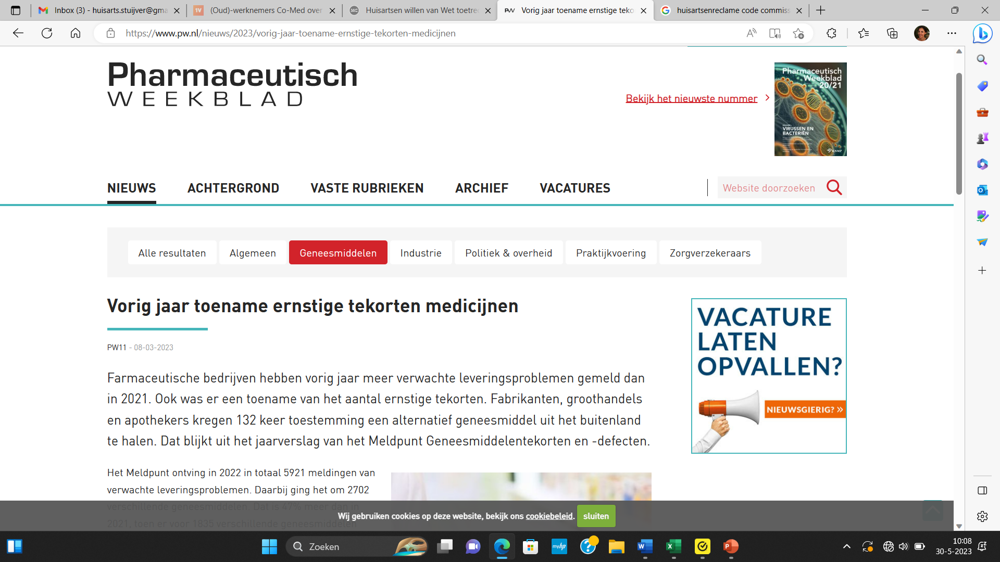 Inbox (3) - huisarts.stuijver@gma
(Oud)-werknemers Co-Med over
Huisartsen willen van Wet toetre
Vorig jaar toename ernstige teko
huisartsenreclame code commiss
https://www.pw.nl/nieuws/2023/vorig-jaar-toename-ernstige-tekorten-medicijnen
Pharmaceutisch
WEEKBLAD
Bekijk het nieuwste nummer
Pharmaceutisch
Weekblad
20/21
VIRUSSEN EN
BACTERIËN
KNMP
NIEUWS
ACHTERGROND
VASTE RUBRIEKEN
ARCHIEF
VACATURES
Website doorzoeken
Alle resultaten
Algemeen
Geneesmiddelen
Industrie
Politiek & overheid
Praktijkvoering
Zorgverzekeraars
Vorig jaar toename ernstige tekorten medicijnen
PW11 - 08-03-2023
Farmaceutische bedrijven hebben vorig jaar meer verwachte leveringsproblemen gemeld dan
in 2021. Ook was er een toename van het aantal ernstige tekorten. Fabrikanten, groothandels
en apothekers kregen 132 keer toestemming een alternatief geneesmiddel uit het buitenland
te halen. Dat blijkt uit het jaarverslag van het Meldpunt Geneesmiddelentekorten en -defecten.
Het Meldpunt ontving in 2022 in totaal 5921 meldingen van
verwachte leveringsproblemen. Daarbij ging het om 2702
verschillende geneesmiddelen. Dat is 47% meer dan in
2021, toen er voor 1835 verschillende geneesmiddelen
VACATURE
LATEN
OPVALLEN?
NIEUWSGIERIG? »
Wij gebruiken cookies op deze website, bekijk ons cookiebeleid.
sluiten
Zoeken
10:08
30-5-2023